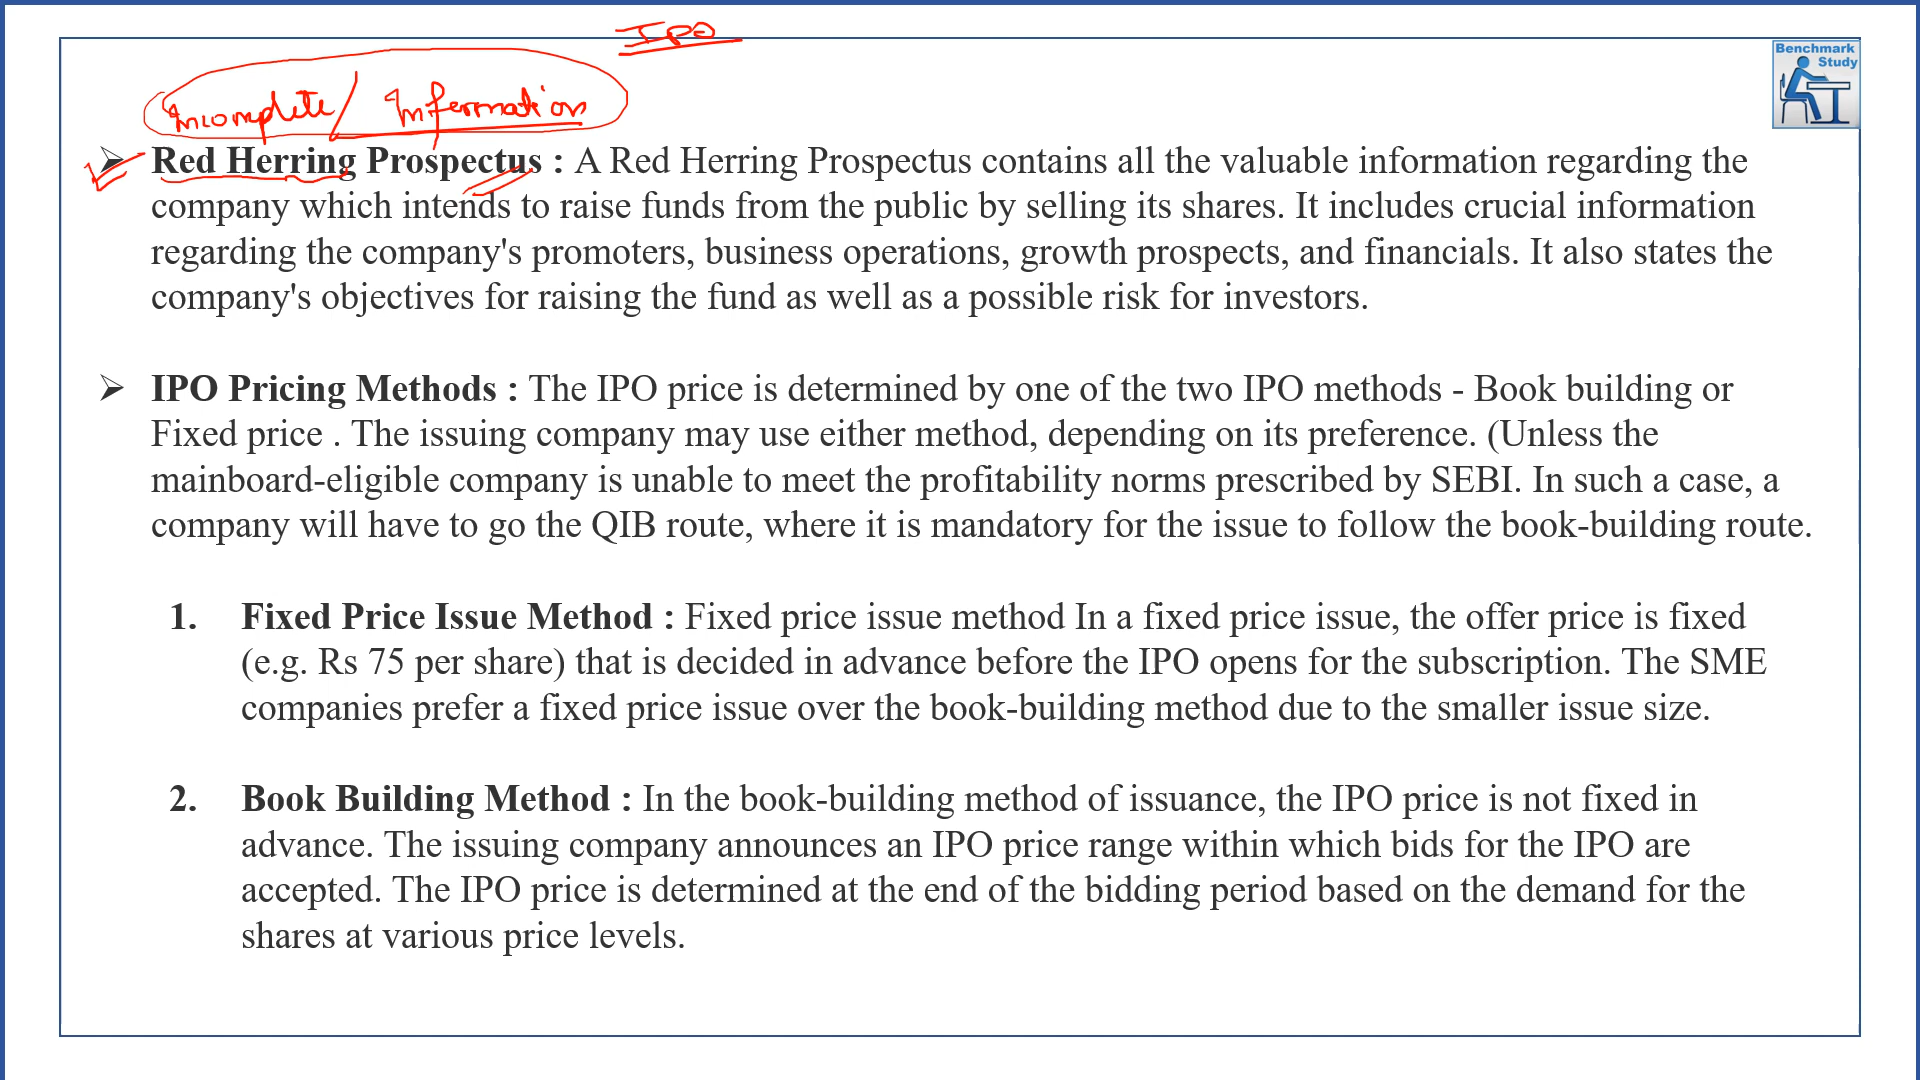 IPO
Benchmark
Study
Incomplete / Information
➢ Red Herring Prospectus : A Red Herring Prospectus contains all the valuable information regarding the
company which intends to raise funds from the public by selling its shares. It includes crucial information
regarding the company's promoters, business operations, growth prospects, and financials. It also states the
company's objectives for raising the fund as well as a possible risk for investors.
➢ IPO Pricing Methods : The IPO price is determined by one of the two IPO methods - Book building or
Fixed price . The issuing company may use either method, depending on its preference. (Unless the
mainboard-eligible company is unable to meet the profitability norms prescribed by SEBI. In such a case, a
company will have to go the QIB route, where it is mandatory for the issue to follow the book-building route.
1. Fixed Price Issue Method : Fixed price issue method In a fixed price issue, the offer price is fixed
(e.g. Rs 75 per share) that is decided in advance before the IPO opens for the subscription. The SME
companies prefer a fixed price issue over the book-building method due to the smaller issue size.
2. Book Building Method : In the book-building method of issuance, the IPO price is not fixed in
advance. The issuing company announces an IPO price range within which bids for the IPO are
accepted. The IPO price is determined at the end of the bidding period based on the demand for the
shares at various price levels.